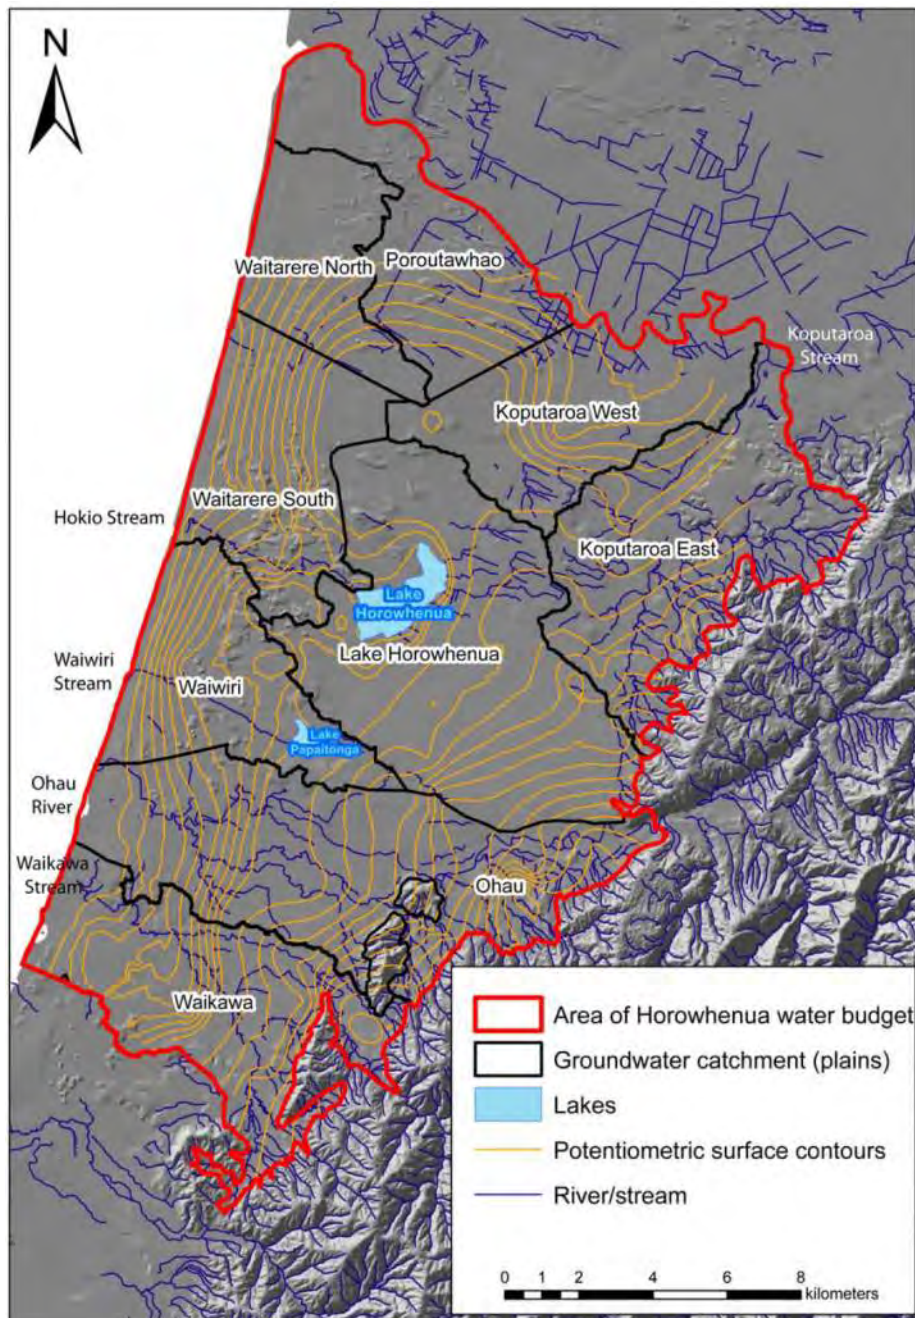 N
Waitarere North
Poroutawhao
Koputaroa
Stream
Koputaroa West
Waitarere South
Hokio Stream
Koputaroa East
Lake
Horowhenua
Lake Horowhenua
Waiwiri
Stream
Waiwiri
Lake
Papaitonga
Ohau
River
Waikawa
Stream
Ohau
Waikawa
Area of Horowhenua water budget
Groundwater catchment (plains)
Lakes
Potentiometric surface contours
River/stream
0 1 2 4 6 8
kilometers